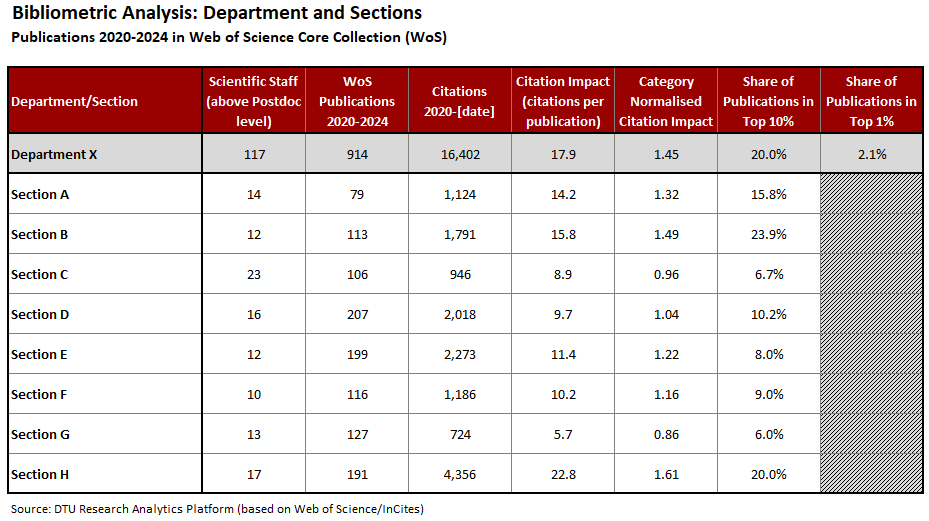 Bibliometric Analysis: Department and Sections
Publications 2020-2024 in Web of Science Core Collection (WoS)
Department/Section Scientific Staff (above Postdoc level) WoS Publications 2020-2024 Citations 2020-[date] Citation Impact (citations per publication) Category Normalised Citation Impact Share of Publications in Top 10% Share of Publications in Top 1%
Department X 117 914 16,402 17.9 1.45 20.0% 2.1%
Section A 14 79 1,124 14.2 1.32 15.8%
Section B 12 113 1,791 15.8 1.49 23.9%
Section C 23 106 946 8.9 0.96 6.7%
Section D 16 207 2,018 9.7 1.04 10.2%
Section E 12 199 2,273 11.4 1.22 8.0%
Section F 10 116 1,186 10.2 1.16 9.0%
Section G 13 127 724 5.7 0.86 6.0%
Section H 17 191 4,356 22.8 1.61 20.0%
Source: DTU Research Analytics Platform (based on Web of Science/InCites)